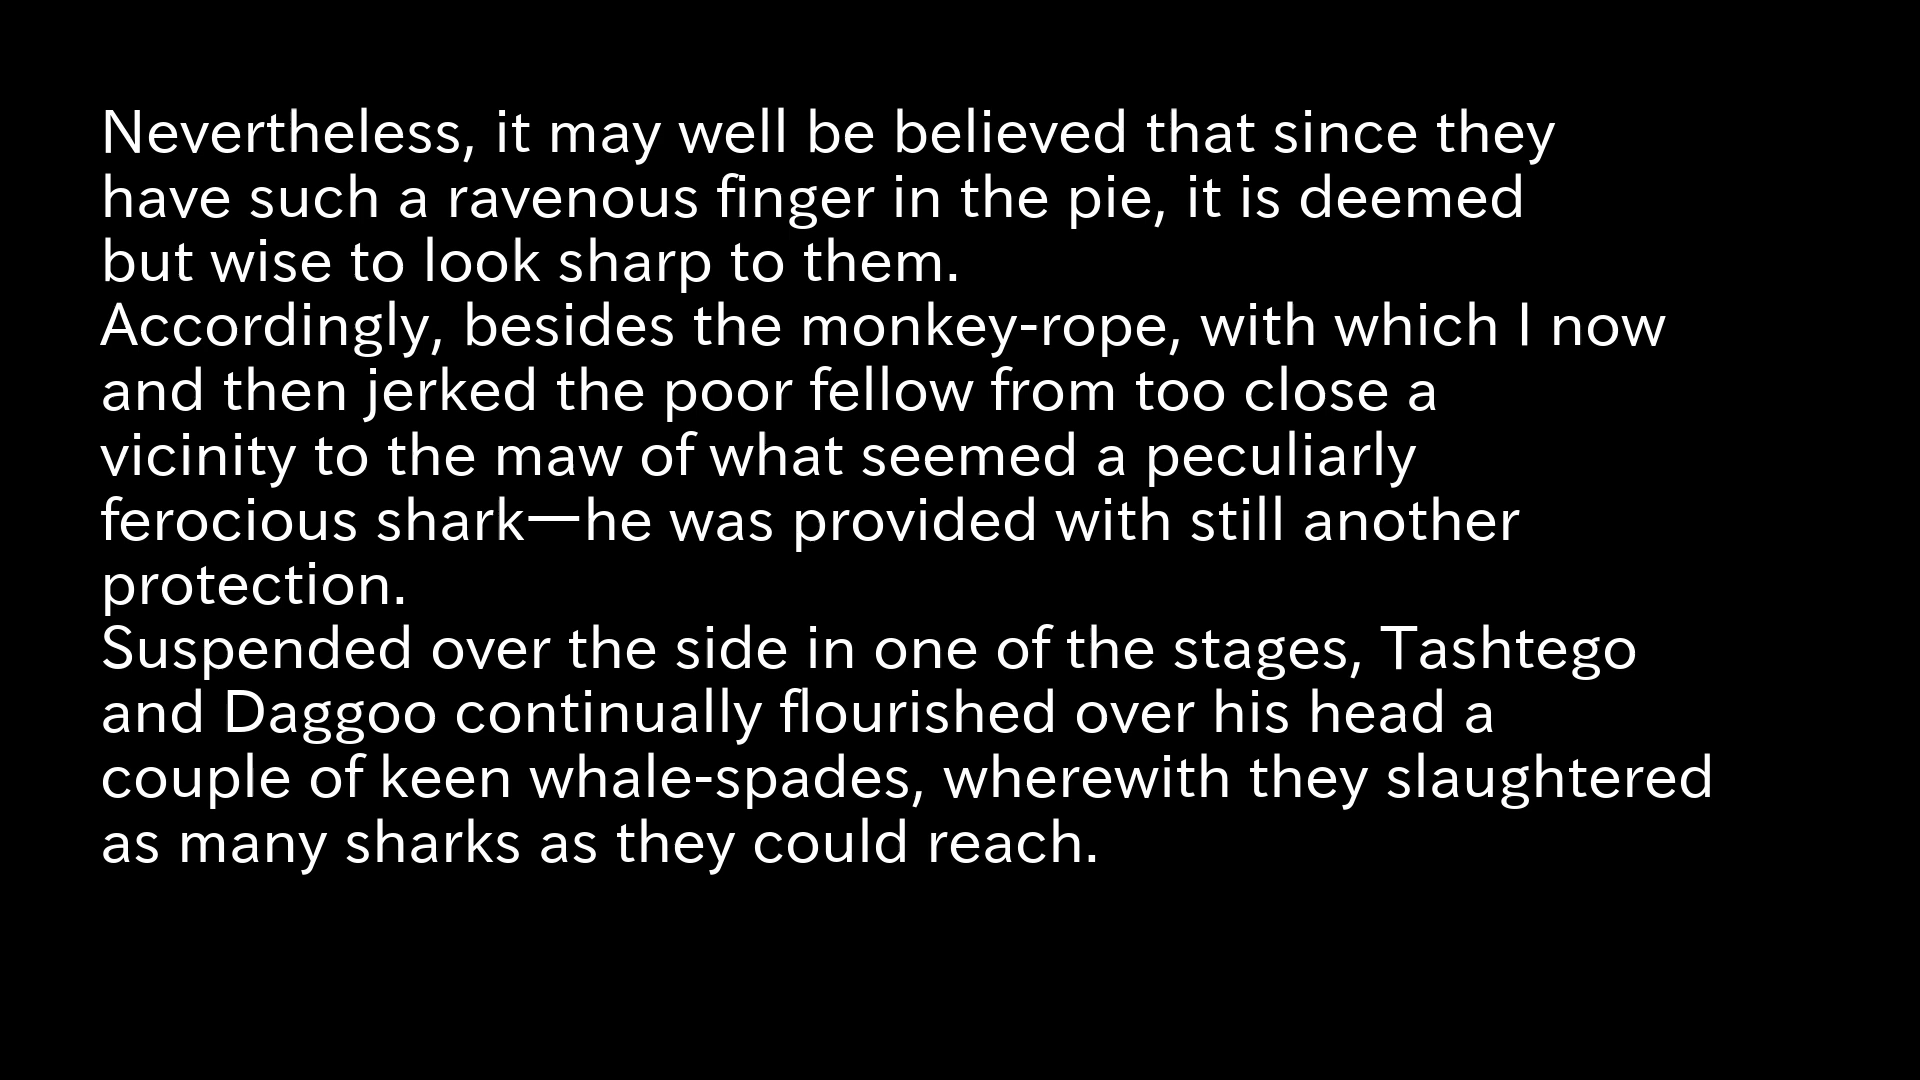 Nevertheless, it may well be believed that since they
have such a ravenous finger in the pie, it is deemed
but wise to look sharp to them.
Accordingly, besides the monkey-rope, with which I now
and then jerked the poor fellow from too close a
vicinity to the maw of what seemed a peculiarly
ferocious shark—he was provided with still another
protection.
Suspended over the side in one of the stages, Tashtego
and Daggoo continually flourished over his head a
couple of keen whale-spades, wherewith they slaughtered
as many sharks as they could reach.